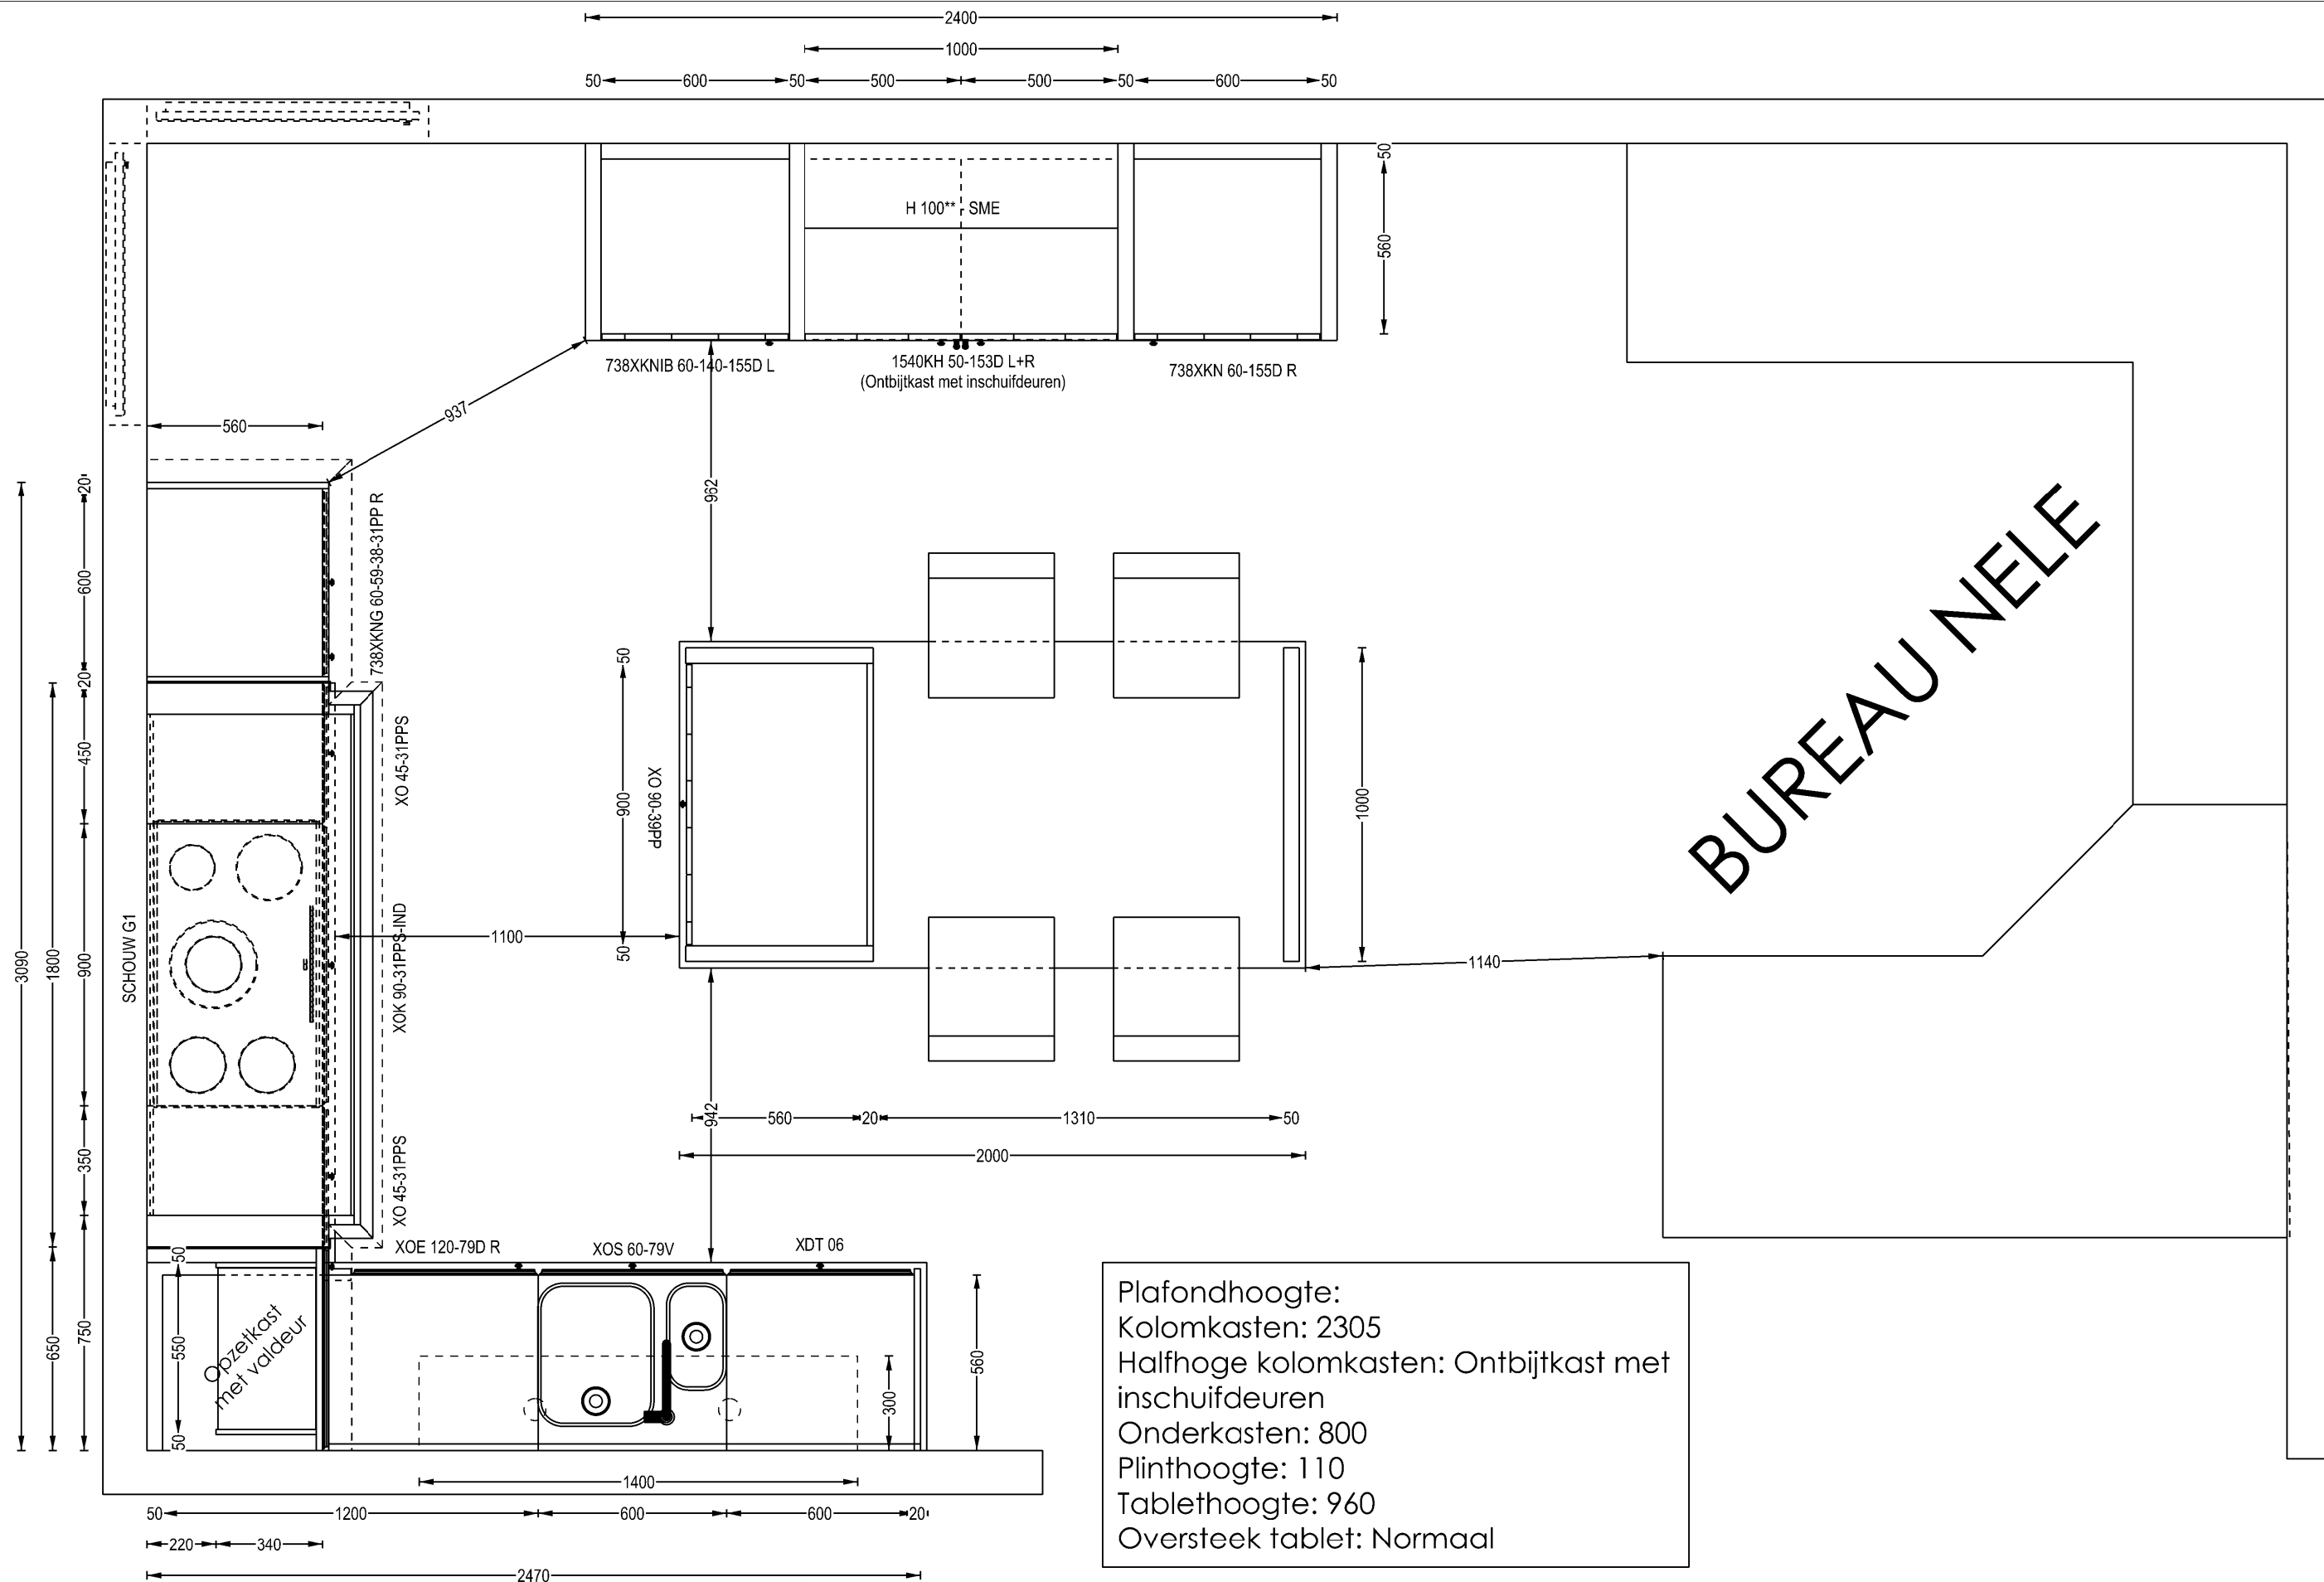 2400
1000
50 600 50 500 500 50 600 50
50
560
H 100** - SME
738XKNIB 60-140-155D L
1540KH 50-153D L+R
(Ontbijtkast met inschuifdeuren)
738XKN 60-155D R
937
560
962
20
600
20
450
900
350
750
3090
1800
650
738XKNG 60-59-38-31PP R
XO 45-31PPS
XOK 90-31PPS-IND
XO 45-31PPS
SCHOUW G1
1100
50
900
50
XO 90-39PP
1000
1140
BUREAU NELE
942
560 20 1310 50
2000
XOE 120-79D R
XOS 60-79V
XDT 06
50
550
50
Opzetkast
met valdeur
300
560
1400
50 1200 600 600 20
220 340
2470
Plafondhoogte:
Kolomkasten: 2305
Halfhoge kolomkasten: Ontbijtkast met
inschuifdeuren
Onderkasten: 800
Plinthoogte: 110
Tablethoogte: 960
Oversteek tablet: Normaal